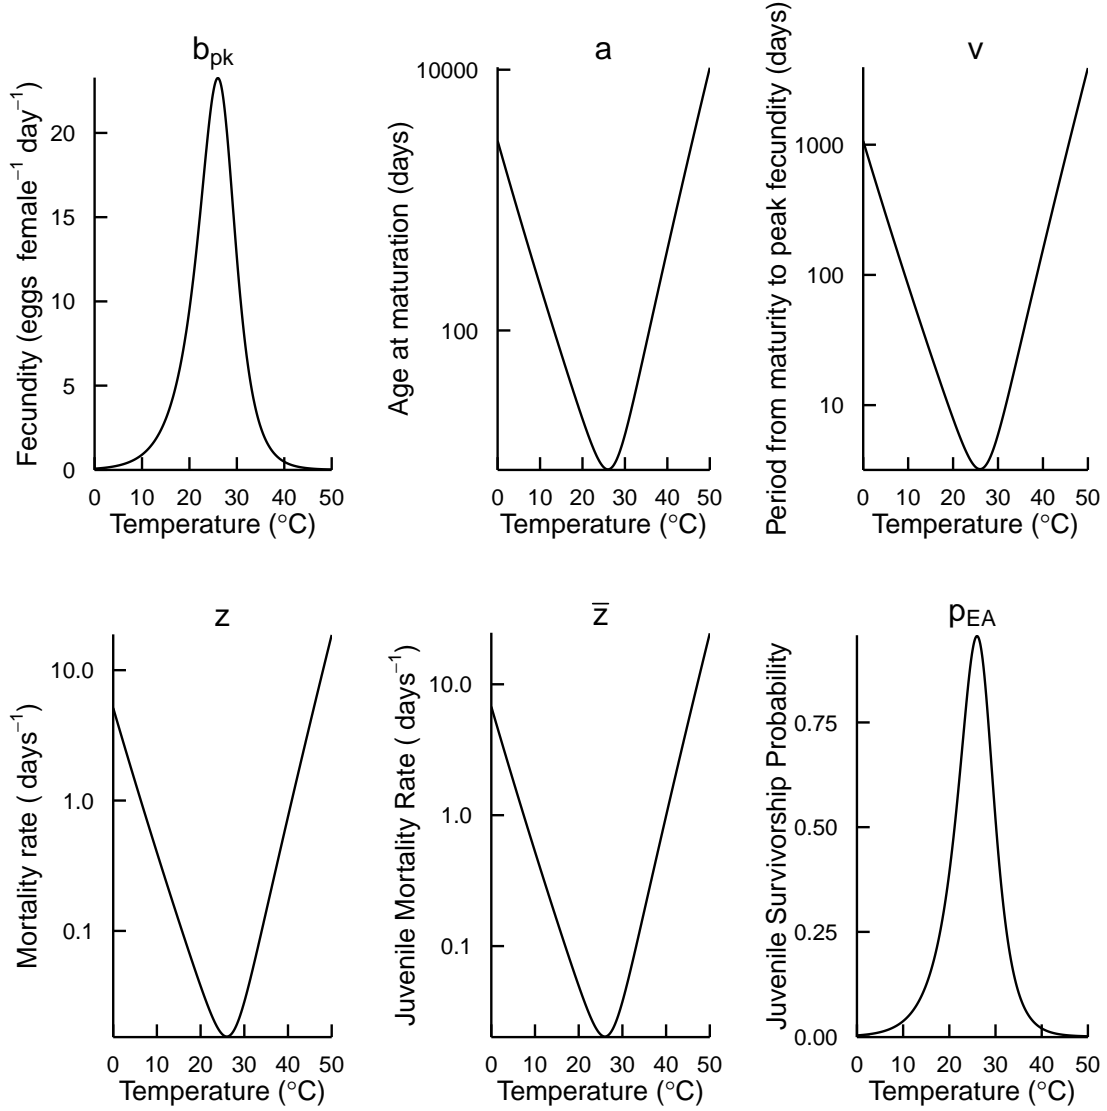 b_pk
Fecundity (eggs female⁻¹ day⁻¹)
20
15
10
5
0
0 10 20 30 40 50
Temperature (°C)
a
Age at maturation (days)
10000
100
0 10 20 30 40 50
Temperature (°C)
v
Period from maturity to peak fecundity (days)
1000
100
10
0 10 20 30 40 50
Temperature (°C)
z
Mortality rate ( days⁻¹)
10.0
1.0
0.1
0 10 20 30 40 50
Temperature (°C)
z̅
Juvenile Mortality Rate ( days⁻¹)
10.0
1.0
0.1
0 10 20 30 40 50
Temperature (°C)
p_EA
Juvenile Survivorship Probability
0.75
0.50
0.25
0.00
0 10 20 30 40 50
Temperature (°C)